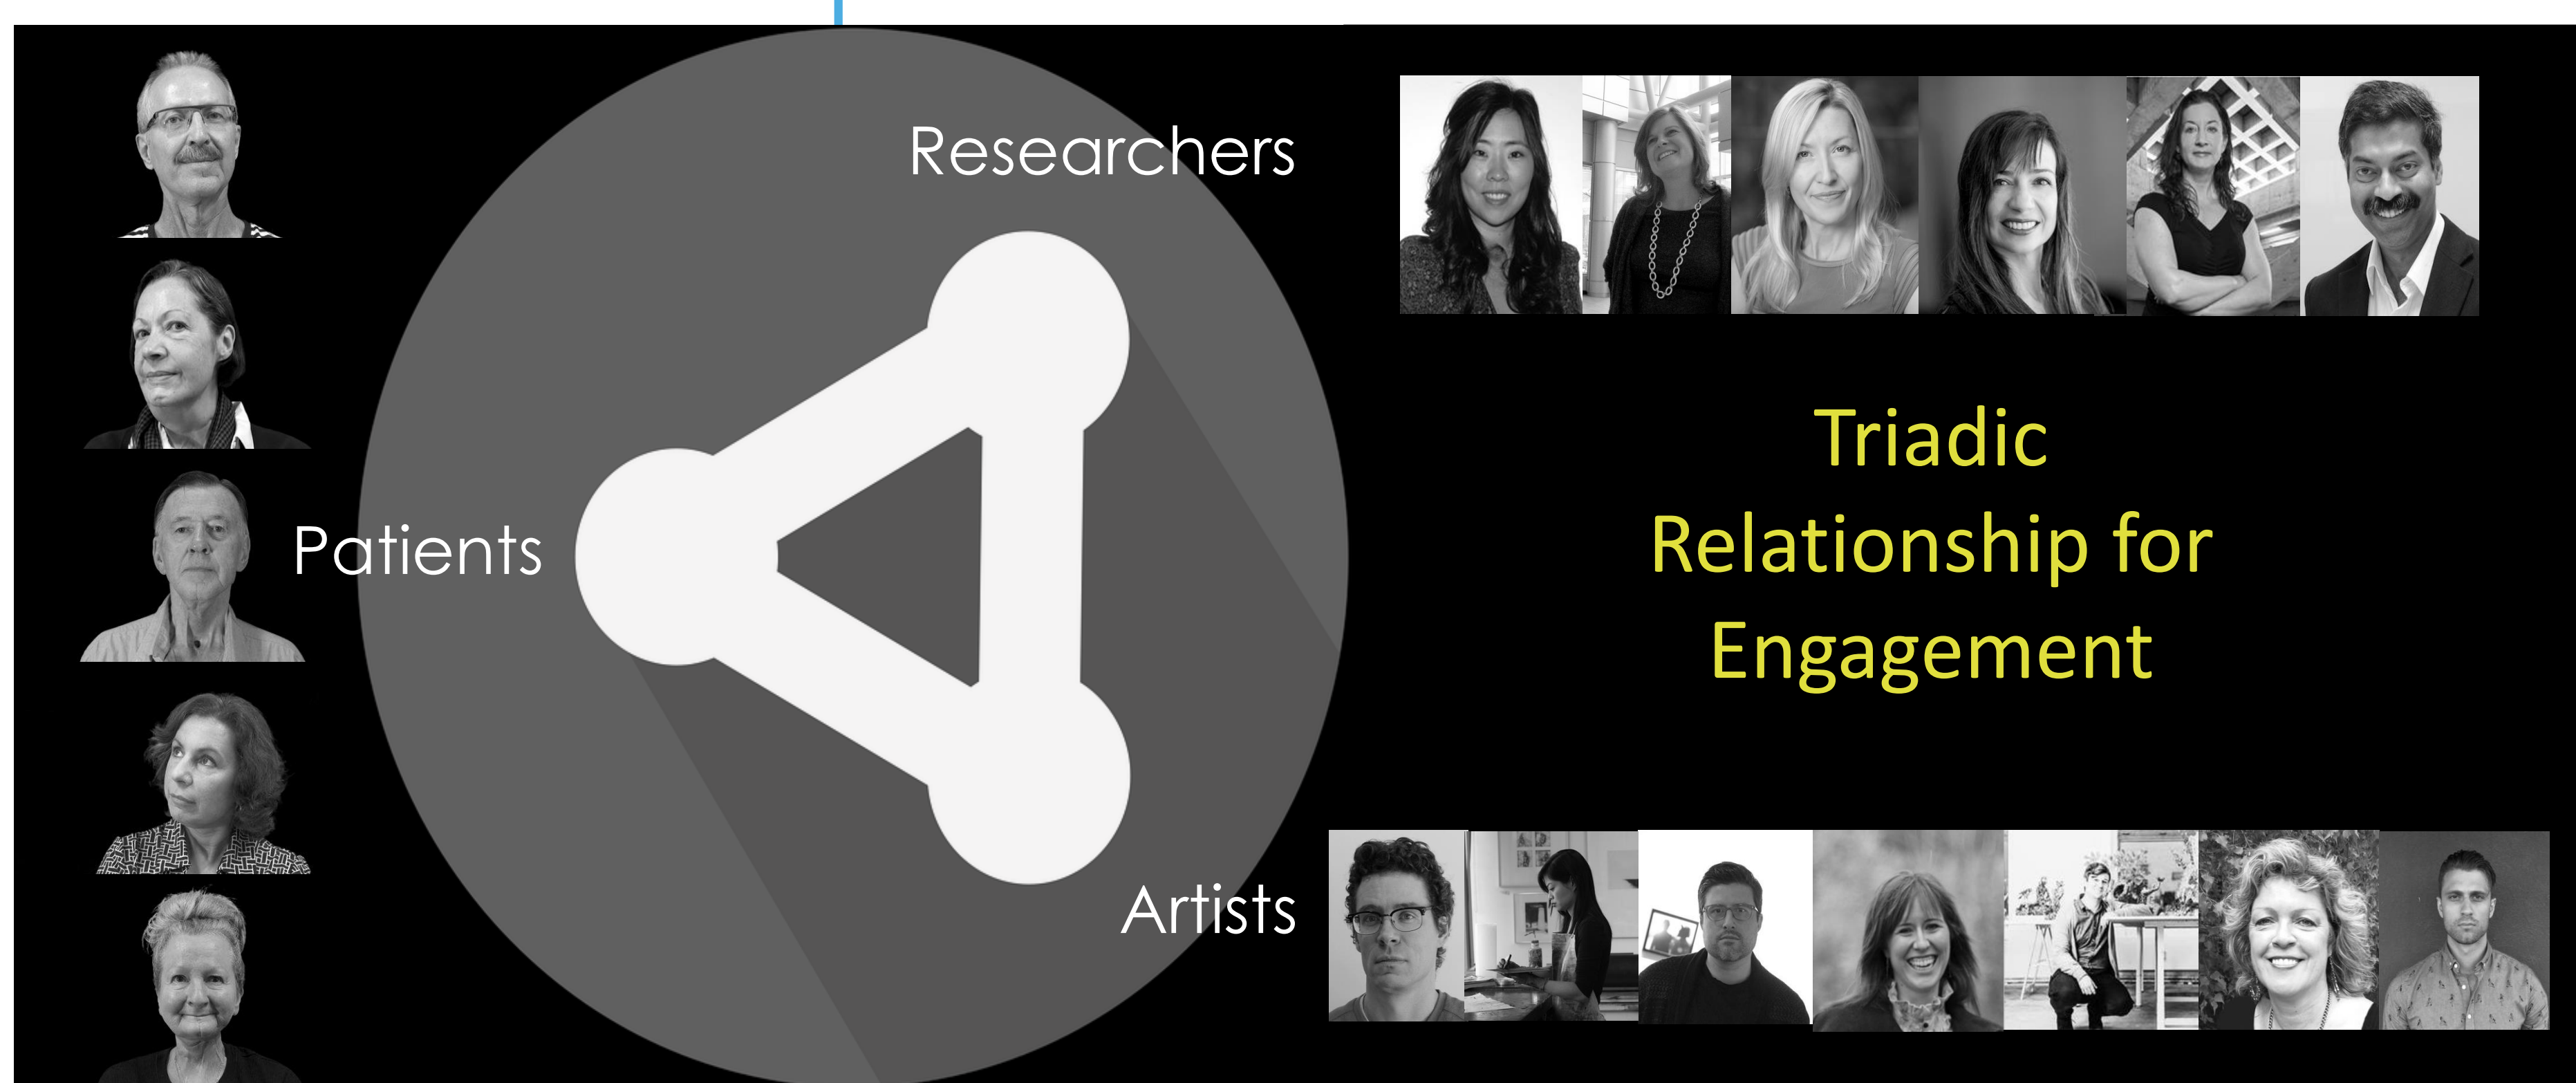 Researchers
Patients
Artists
Triadic
Relationship for
Engagement